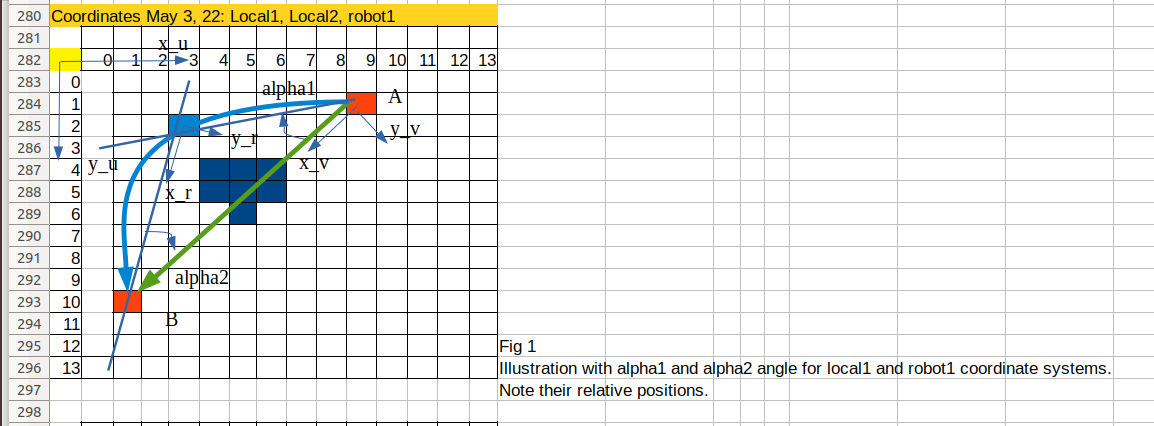 280 Coordinates May 3, 22: Local1, Local2, robot1
281
x_u
282 0 1 2 3 4 5 6 7 8 9 10 11 12 13
283 0
alpha1
284 1 A
285 2
y_r y_v
286 3
y_u x_v
287 4
288 5 x_r
289 6
290 7
291 8
292 9 alpha2
293 10
294 11 B
295 12 Fig 1
296 13 Illustration with alpha1 and alpha2 angle for local1 and robot1 coordinate systems.
297 Note their relative positions.
298